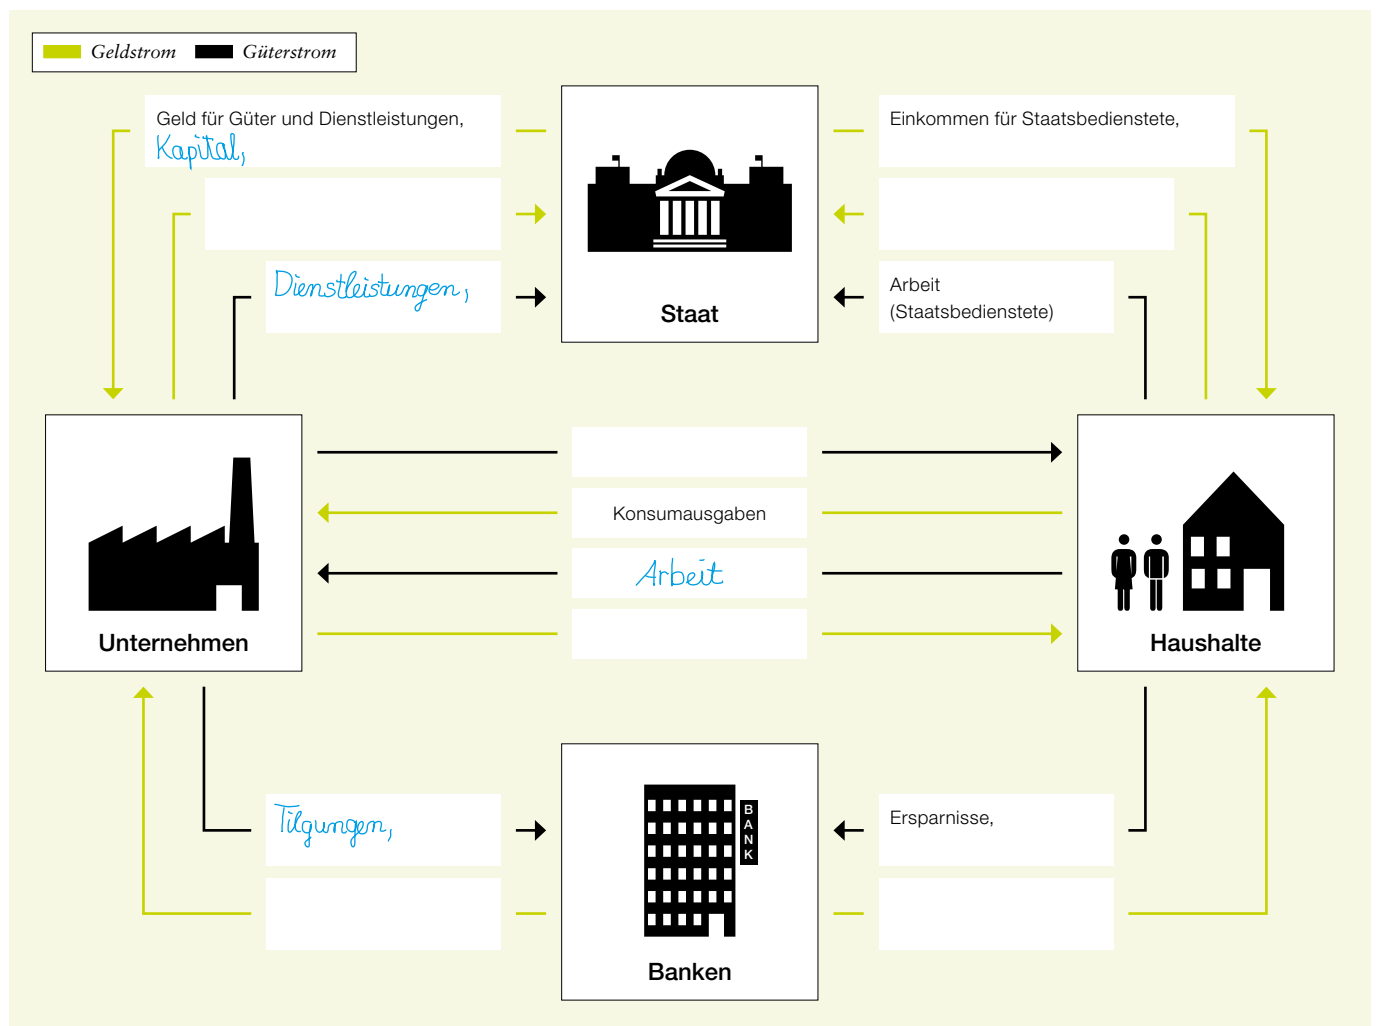 Geldstrom Güterstrom
Geld für Güter und Dienstleistungen,
Kapital,
Einkommen für Staatsbedienstete,
Dienstleistungen,
Arbeit
(Staatsbedienstete)
Staat
Konsumausgaben
Arbeit
Unternehmen
Haushalte
Tilgungen,
Ersparnisse,
BANK
Banken